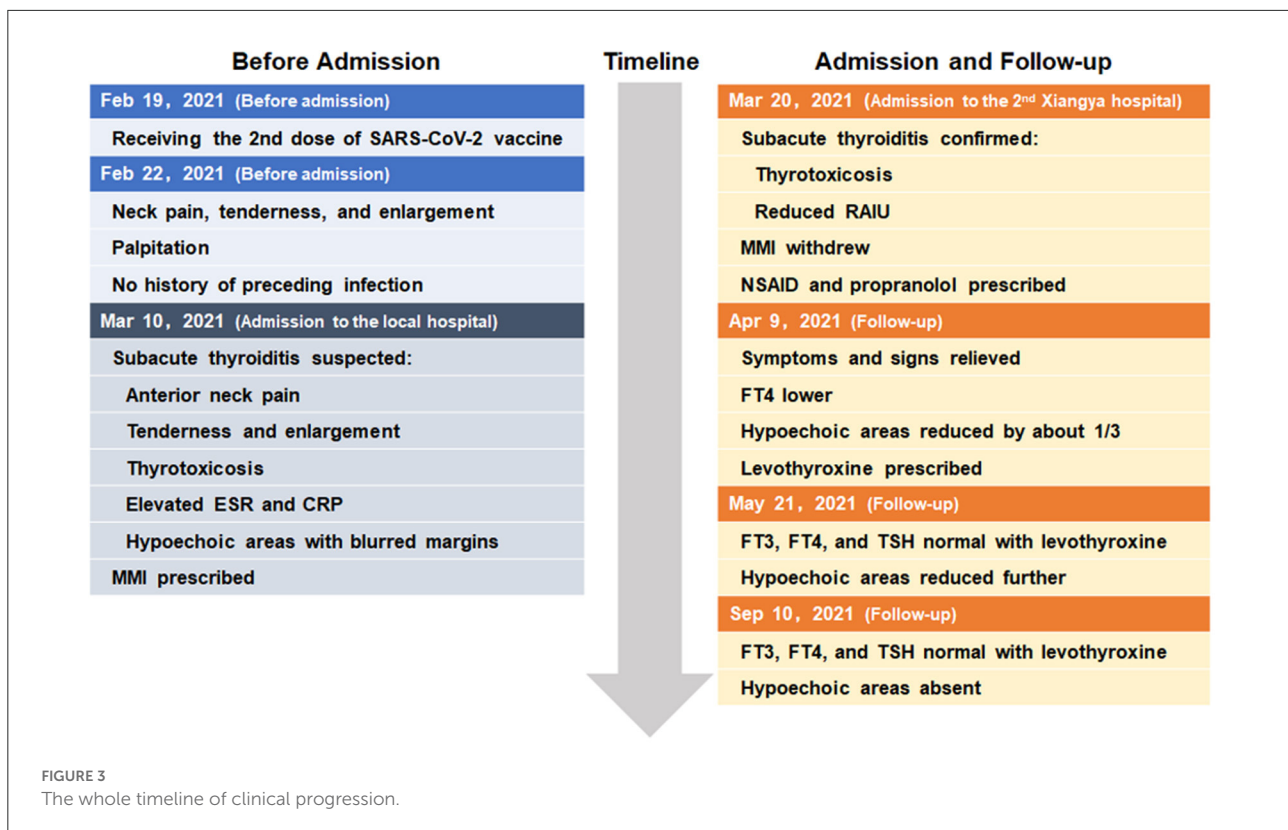 Before Admission
Timeline
Admission and Follow-up
Feb 19, 2021 (Before admission)
Receiving the 2nd dose of SARS-CoV-2 vaccine
Feb 22, 2021 (Before admission)
Neck pain, tenderness, and enlargement
Palpitation
No history of preceding infection
Mar 10, 2021 (Admission to the local hospital)
Subacute thyroiditis suspected:
Anterior neck pain
Tenderness and enlargement
Thyrotoxicosis
Elevated ESR and CRP
Hypoechoic areas with blurred margins
MMI prescribed
Mar 20, 2021 (Admission to the 2nd Xiangya hospital)
Subacute thyroiditis confirmed:
Thyrotoxicosis
Reduced RAIU
MMI withdrew
NSAID and propranolol prescribed
Apr 9, 2021 (Follow-up)
Symptoms and signs relieved
FT4 lower
Hypoechoic areas reduced by about 1/3
Levothyroxine prescribed
May 21, 2021 (Follow-up)
FT3, FT4, and TSH normal with levothyroxine
Hypoechoic areas reduced further
Sep 10, 2021 (Follow-up)
FT3, FT4, and TSH normal with levothyroxine
Hypoechoic areas absent
FIGURE 3
The whole timeline of clinical progression.